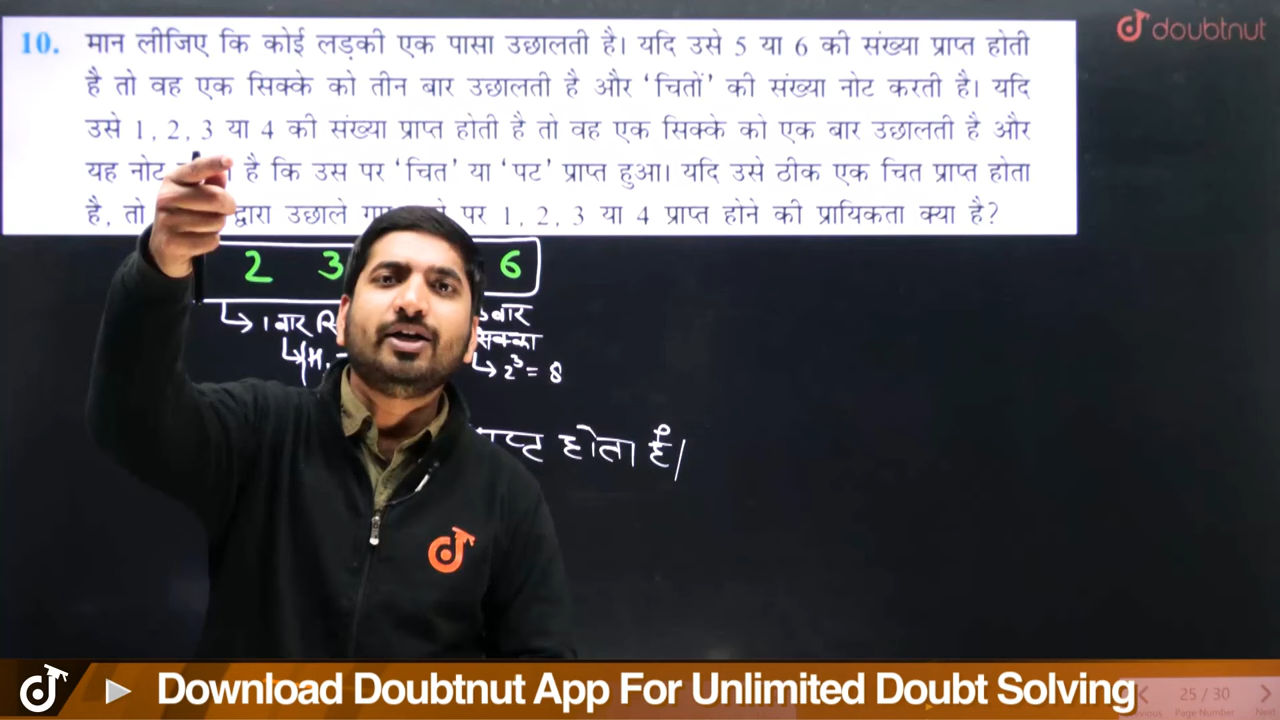 doubtnut
10. मान लीजिए कि कोई लड़की एक पासा उछालती है। यदि उसे 5 या 6 की संख्या प्राप्त होती
है तो वह एक सिक्के को तीन बार उछालती है और ‘चितों’ की संख्या नोट करती है। यदि
उसे 1, 2, 3 या 4 की संख्या प्राप्त होती है तो वह एक सिक्के को एक बार उछालती है और
यह नोट है कि उस पर ‘चित’ या ‘पट’ प्राप्त हुआ। यदि उसे ठीक एक चित प्राप्त होता
है, तो द्वारा उछाले पर 1, 2, 3 या 4 प्राप्त होने की प्रायिकता क्या है?
2 3 6
↳ 1 बार बार
सिक्का
↳ 2³ = 8
होता है।
Download Doubtnut App For Unlimited Doubt Solving
25 / 30
Page Number